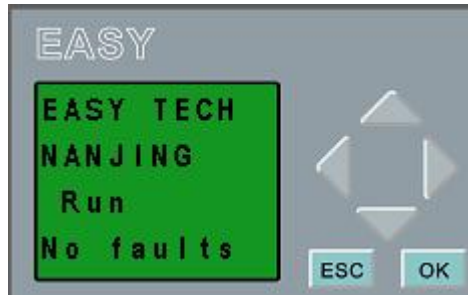 EASY
EASY TECH
NANJING
Run
No faults
ESC OK